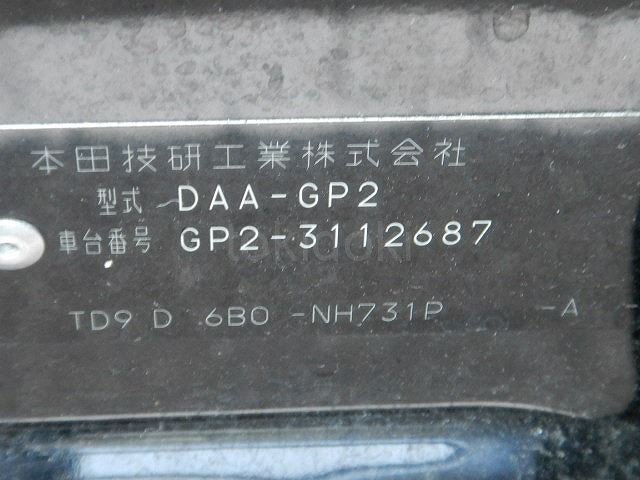 本田技研工業株式会社
型式 DAA-GP2
車台番号 GP2-3112687
TD9 D 6B0 -NH731P -A